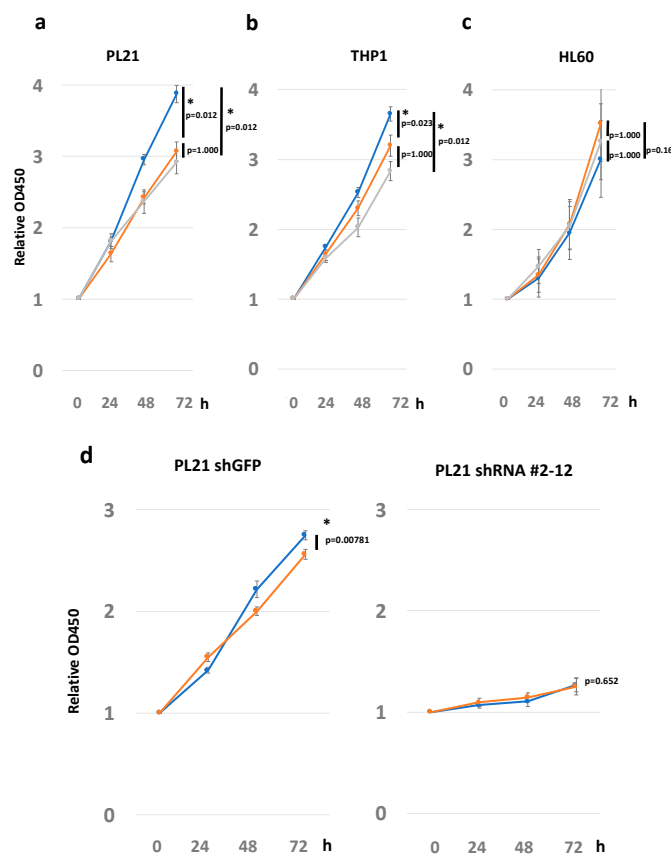 a
PL21
b
THP1
c
HL60
Relative OD450
4
3
2
1
0
*
p=0.012
*
p=0.012
p=1.000
0 24 48 72 h
4
3
2
1
0
*
p=0.023
*
p=0.012
p=1.000
0 24 48 72 h
4
3
2
1
0
p=1.000
p=1.000
p=0.16
0 24 48 72 h
d
PL21 shGFP
PL21 shRNA #2-12
Relative OD450
3
2
1
0
*
p=0.00781
0 24 48 72 h
3
2
1
0
p=0.652
0 24 48 72 h